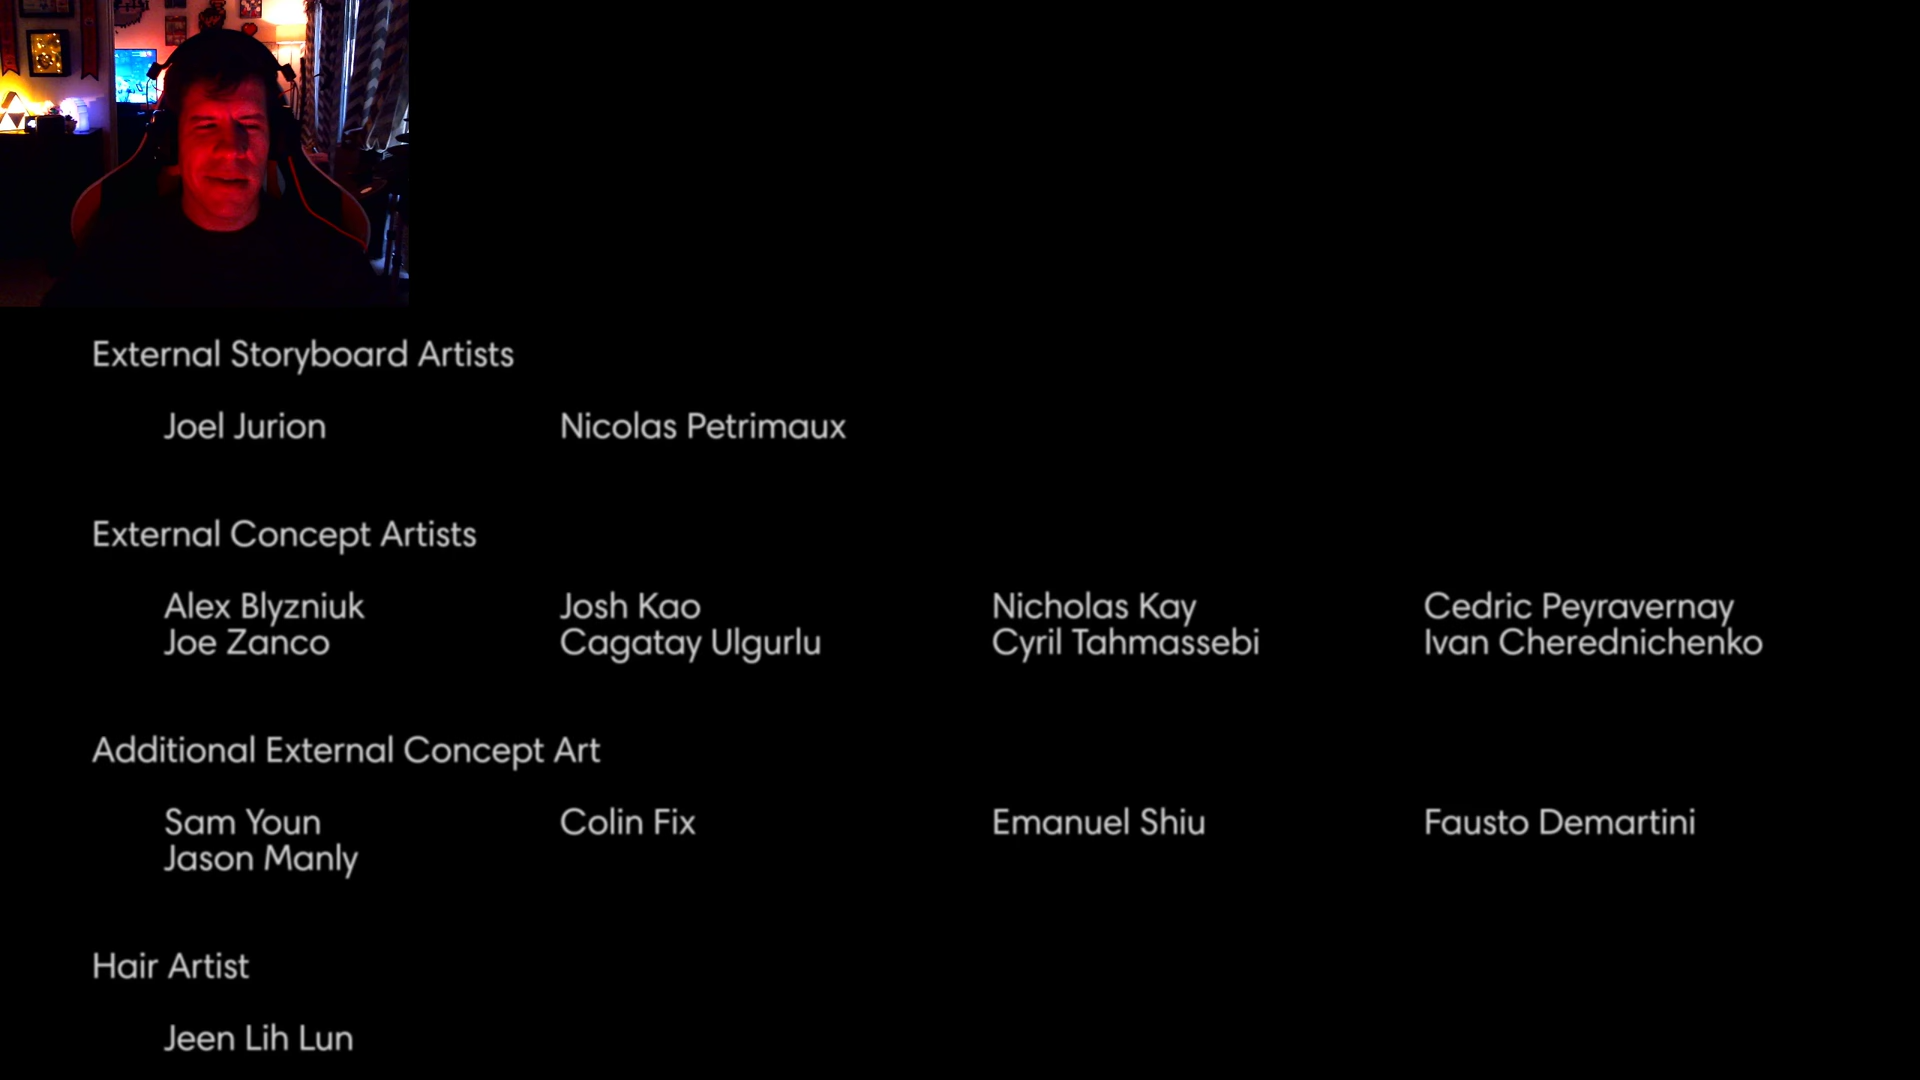 External Storyboard Artists
Joel Jurion Nicolas Petrimaux
External Concept Artists
Alex Blyzniuk Josh Kao Nicholas Kay Cedric Peyravernay
Joe Zanco Cagatay Ulgurlu Cyril Tahmassebi Ivan Cherednichenko
Additional External Concept Art
Sam Youn Colin Fix Emanuel Shiu Fausto Demartini
Jason Manly
Hair Artist
Jeen Lih Lun